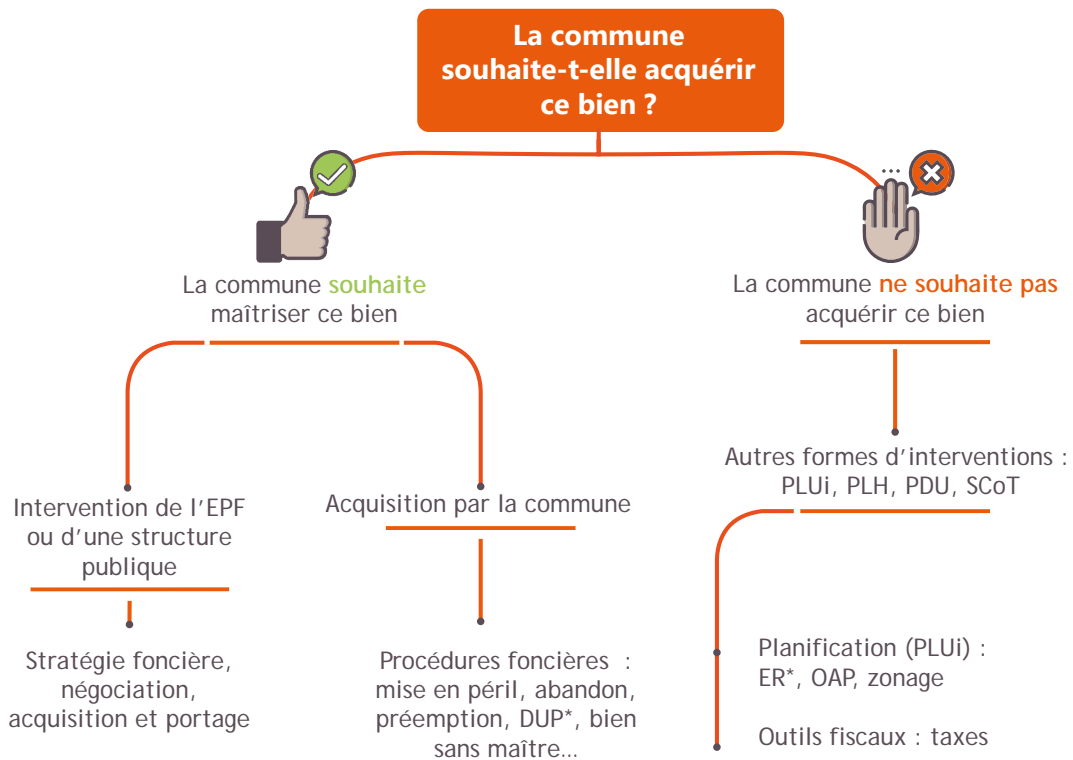 La commune
souhaite-t-elle acquérir
ce bien ?
La commune souhaite
maîtriser ce bien
La commune ne souhaite pas
acquérir ce bien
Intervention de l'EPF
ou d'une structure
publique
Acquisition par la commune
Autres formes d'interventions :
PLUi, PLH, PDU, SCoT
Stratégie foncière,
négociation,
acquisition et portage
Procédures foncières :
mise en péril, abandon,
préemption, DUP*, bien
sans maître...
Planification (PLUi) :
ER*, OAP, zonage
Outils fiscaux : taxes